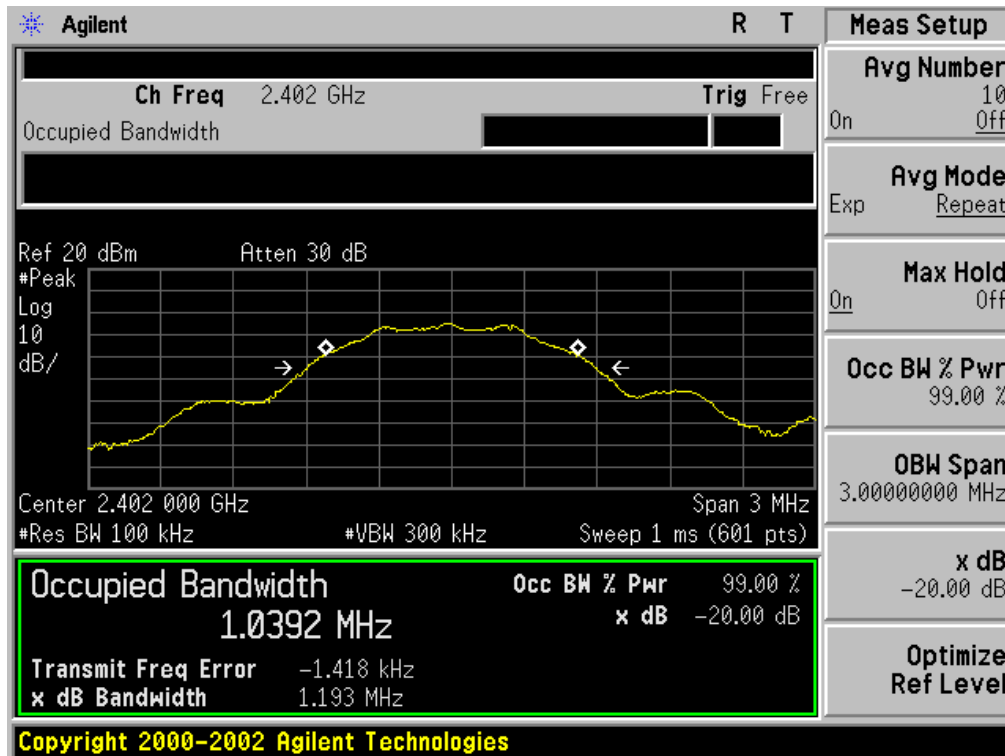 Agilent R T
Ch Freq 2.402 GHz Trig Free
Occupied Bandwidth
Ref 20 dBm Atten 30 dB
#Peak
Log
10
dB/
Center 2.402 000 GHz Span 3 MHz
#Res BW 100 kHz #VBW 300 kHz Sweep 1 ms (601 pts)
Occupied Bandwidth Occ BW % Pwr 99.00 %
1.0392 MHz x dB -20.00 dB
Transmit Freq Error -1.418 kHz
x dB Bandwidth 1.193 MHz
Copyright 2000-2002 Agilent Technologies
Meas Setup
Avg Number
10
On Off
Avg Mode
Exp Repeat
Max Hold
On Off
Occ BW % Pwr
99.00 %
OBW Span
3.00000000 MHz
x dB
-20.00 dB
Optimize
Ref Level